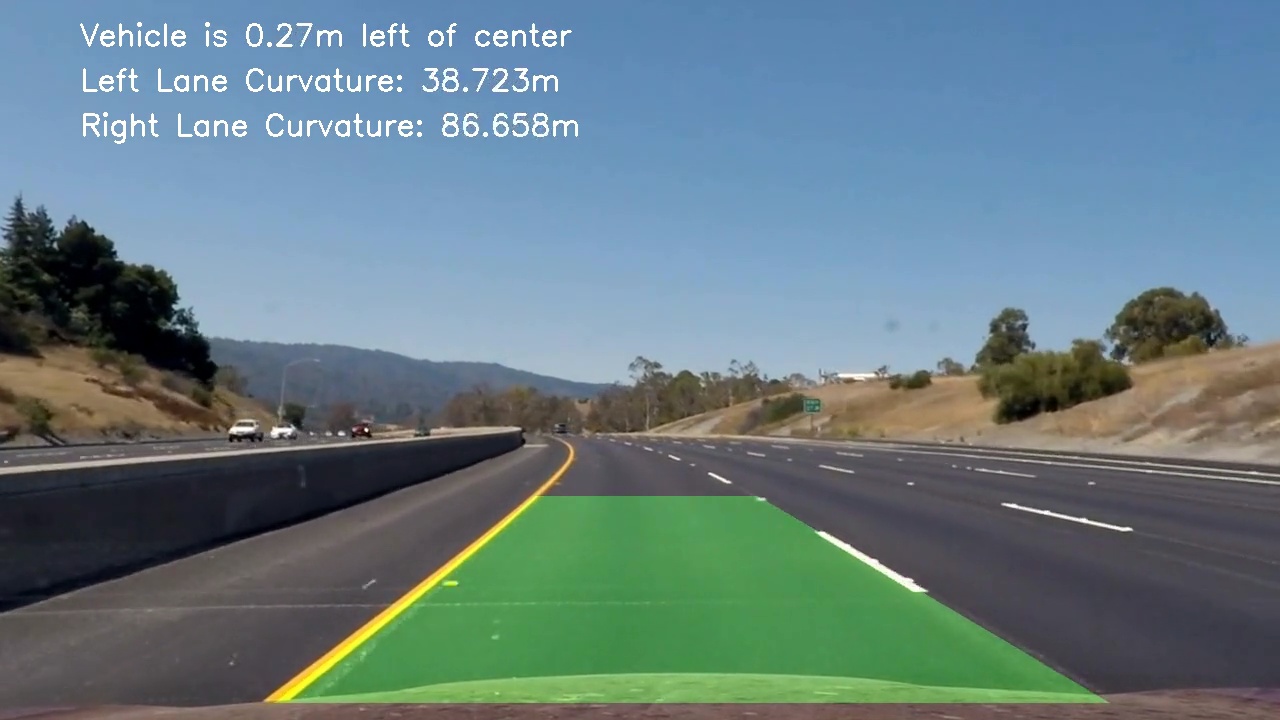 Vehicle is 0.27m left of center
Left Lane Curvature: 38.723m
Right Lane Curvature: 86.658m